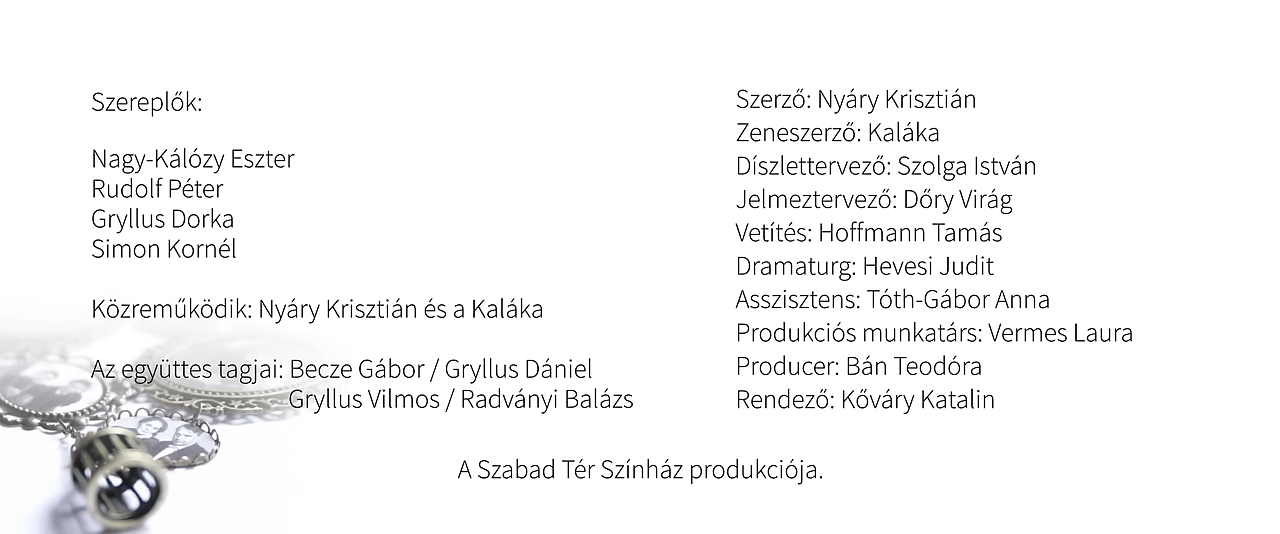 Szereplők:
Nagy-Kálózy Eszter
Rudolf Péter
Gryllus Dorka
Simon Kornél
Közreműködik: Nyáry Krisztián és a Kaláka
Az együttes tagjai: Becze Gábor / Gryllus Dániel
Gryllus Vilmos / Radványi Balázs
Szerző: Nyáry Krisztián
Zeneszerző: Kaláka
Díszlettervező: Szolga István
Jelmeztervező: Dőry Virág
Vetítés: Hoffmann Tamás
Dramaturg: Hevesi Judit
Asszisztens: Tóth-Gábor Anna
Produkciós munkatárs: Vermes Laura
Producer: Bán Teodóra
Rendező: Kőváry Katalin
A Szabad Tér Színház produkciója.